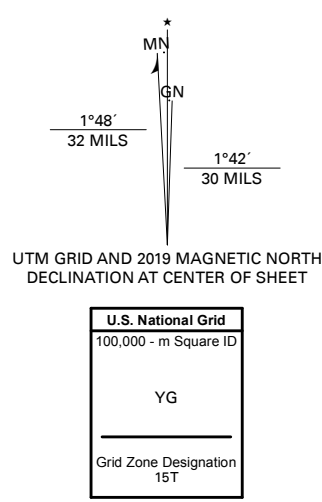 ★
MN
GN
1°48´
32 MILS
1°42´
30 MILS
UTM GRID AND 2019 MAGNETIC NORTH
DECLINATION AT CENTER OF SHEET
U.S. National Grid
100,000 - m Square ID
YG
Grid Zone Designation
15T